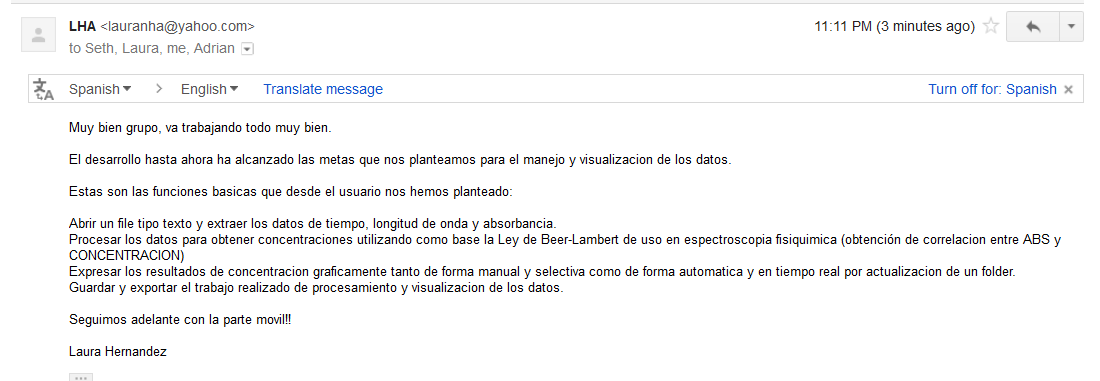 LHA <lauranha@yahoo.com>
11:11 PM (3 minutes ago)
to Seth, Laura, me, Adrian
Spanish > English Translate message
Turn off for: Spanish ×
Muy bien grupo, va trabajando todo muy bien.
El desarrollo hasta ahora ha alcanzado las metas que nos planteamos para el manejo y visualizacion de los datos.
Estas son las funciones basicas que desde el usuario nos hemos planteado:
Abrir un file tipo texto y extraer los datos de tiempo, longitud de onda y absorbancia.
Procesar los datos para obtener concentraciones utilizando como base la Ley de Beer-Lambert de uso en espectroscopia fisiquimica (obtención de correlacion entre ABS y
CONCENTRACION)
Expresar los resultados de concentracion graficamente tanto de forma manual y selectiva como de forma automatica y en tiempo real por actualizacion de un folder.
Guardar y exportar el trabajo realizado de procesamiento y visualizacion de los datos.
Seguimos adelante con la parte movil!!
Laura Hernandez